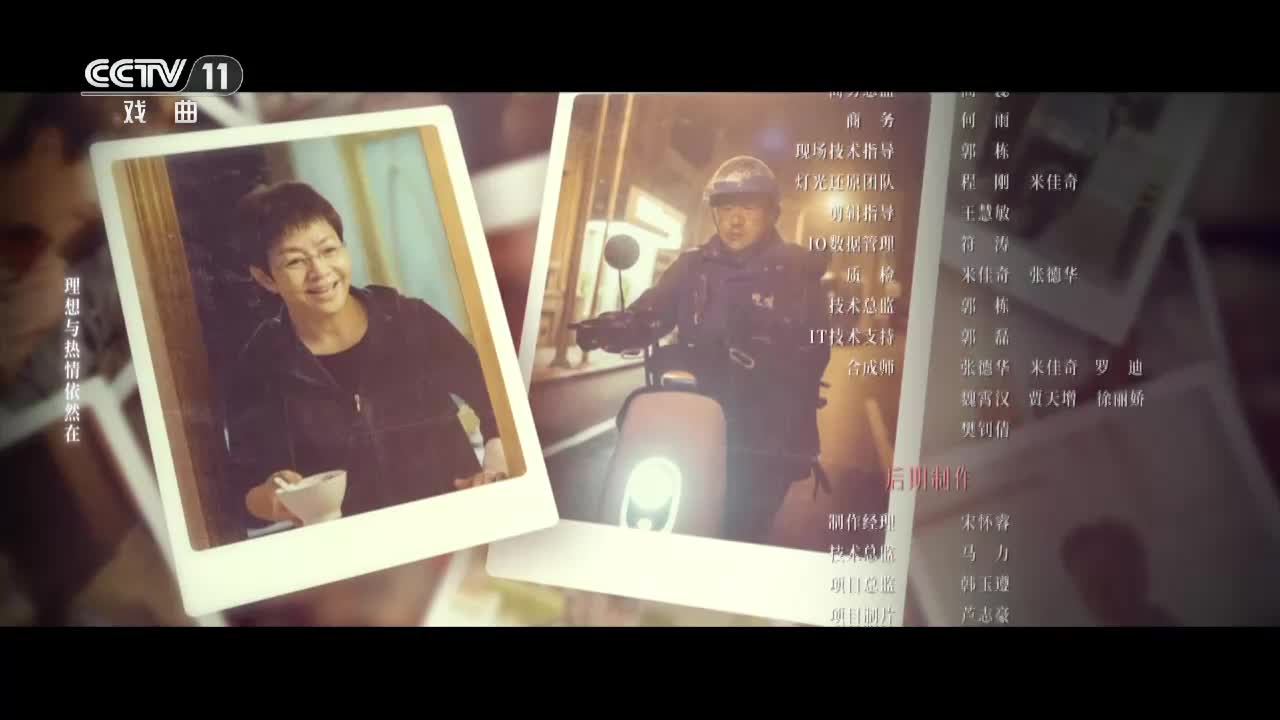 CCTV 11
戏曲
理想与热情依然在
商务 何雨
现场技术指导 郭栋
灯光还原团队 程刚 米佳奇
剪辑指导 王慧敏
IO数据管理 符涛
质检 米佳奇 张德华
技术总监 郭栋
IT技术支持 郭磊
合成师 张德华 米佳奇 罗迪
魏霄汉 贾天增 徐丽娇
樊钊倩
后期制作
制作经理 宋怀睿
技术总监 马力
项目总监 韩玉遵
项目制片 芦志豪